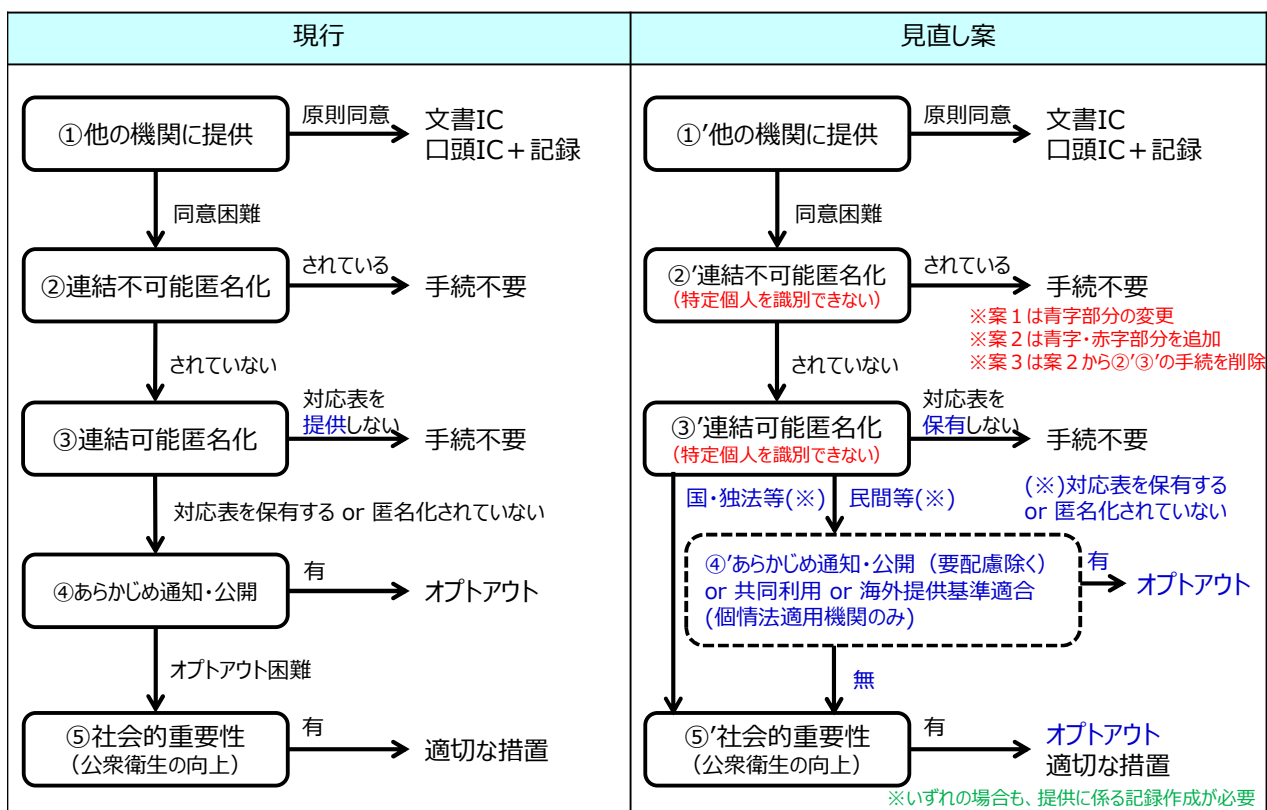 現行
①他の機関に提供
原則同意
文書IC
口頭IC＋記録
同意困難
②連結不可能匿名化
されている
手続不要
されていない
③連結可能匿名化
対応表を
提供しない
手続不要
対応表を保有する or 匿名化されていない
④あらかじめ通知・公開
有
オプトアウト
オプトアウト困難
⑤社会的重要性
（公衆衛生の向上）
有
適切な措置
見直し案
①’他の機関に提供
原則同意
文書IC
口頭IC＋記録
同意困難
②’連結不可能匿名化
（特定個人を識別できない）
されている
手続不要
※案１は青字部分の変更
※案２は青字・赤字部分を追加
※案３は案２から②’③’の手続を削除
されていない
③’連結可能匿名化
（特定個人を識別できない）
対応表を
保有しない
手続不要
国・独法等(※)
民間等(※)
(※)対応表を保有する
or 匿名化されていない
④’あらかじめ通知・公開（要配慮除く）
or 共同利用 or 海外提供基準適合
(個情法適用機関のみ)
有
オプトアウト
無
⑤’社会的重要性
（公衆衛生の向上）
有
オプトアウト
適切な措置
※いずれの場合も、提供に係る記録作成が必要